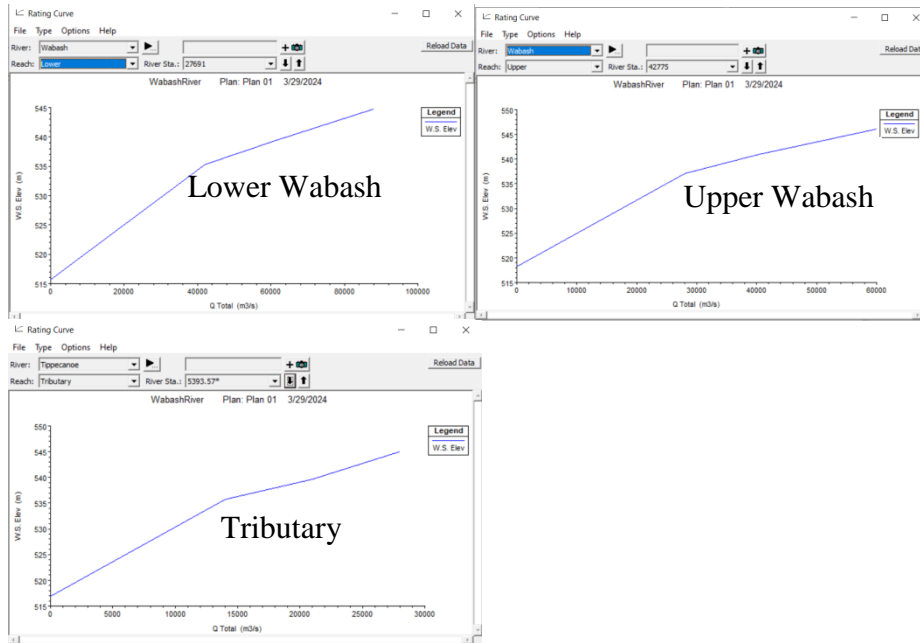 Rating Curve
File Type Options Help
River: Wabash
Reload Data
Reach: Lower River Sta.: 27691
WabashRiver Plan: Plan 01 3/29/2024
Legend
W.S. Elev
W.S. Elev (m)
545
540
535
530
525
520
515
0 20000 40000 60000 80000 100000
Q Total (m3/s)
Lower Wabash
Rating Curve
File Type Options Help
River: Wabash
Reload Data
Reach: Upper River Sta.: 42775
WabashRiver Plan: Plan 01 3/29/2024
Legend
W.S. Elev
W.S. Elev (m)
550
545
540
535
530
525
520
515
0 10000 20000 30000 40000 50000 60000
Q Total (m3/s)
Upper Wabash
Rating Curve
File Type Options Help
River: Tippecanoe
Reload Data
Reach: Tributary River Sta.: 5393.57*
WabashRiver Plan: Plan 01 3/29/2024
Legend
W.S. Elev
W.S. Elev (m)
550
545
540
535
530
525
520
515
0 5000 10000 15000 20000 25000 30000
Q Total (m3/s)
Tributary